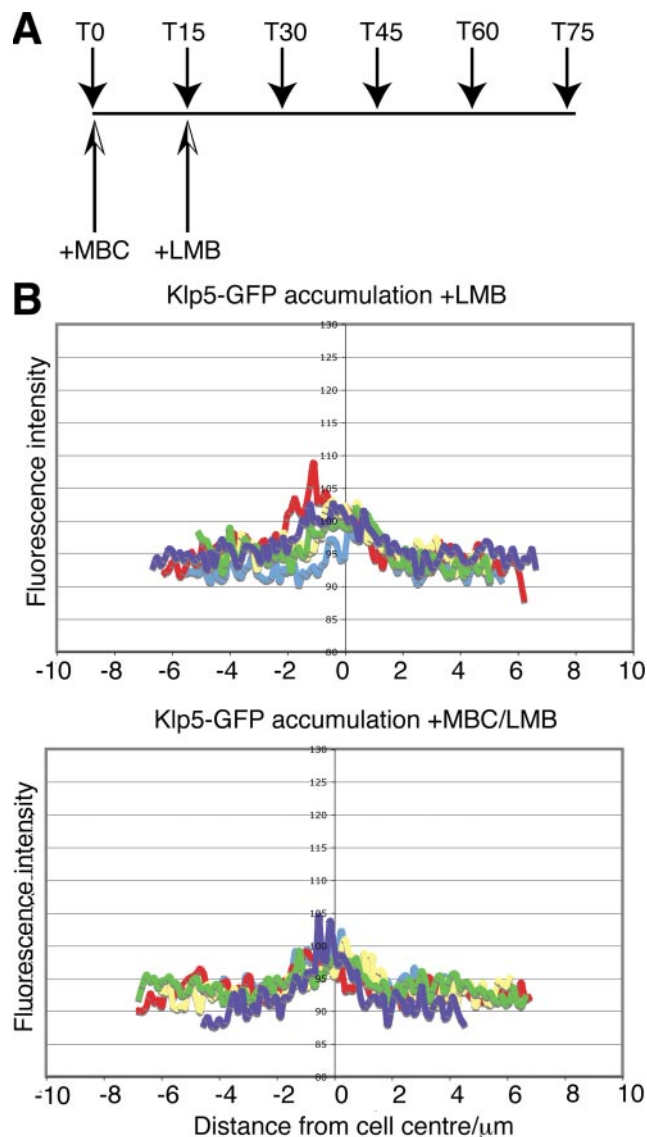 A
T0 T15 T30 T45 T60 T75
+MBC +LMB
B
Klp5-GFP accumulation +LMB
Fluorescence intensity
130
125
120
115
110
105
100
95
90
85
80
-10 -8 -6 -4 -2 0 2 4 6 8 10
Klp5-GFP accumulation +MBC/LMB
Fluorescence intensity
130
125
120
115
110
105
100
95
90
85
80
-10 -8 -6 -4 -2 0 2 4 6 8 10
Distance from cell centre/μm